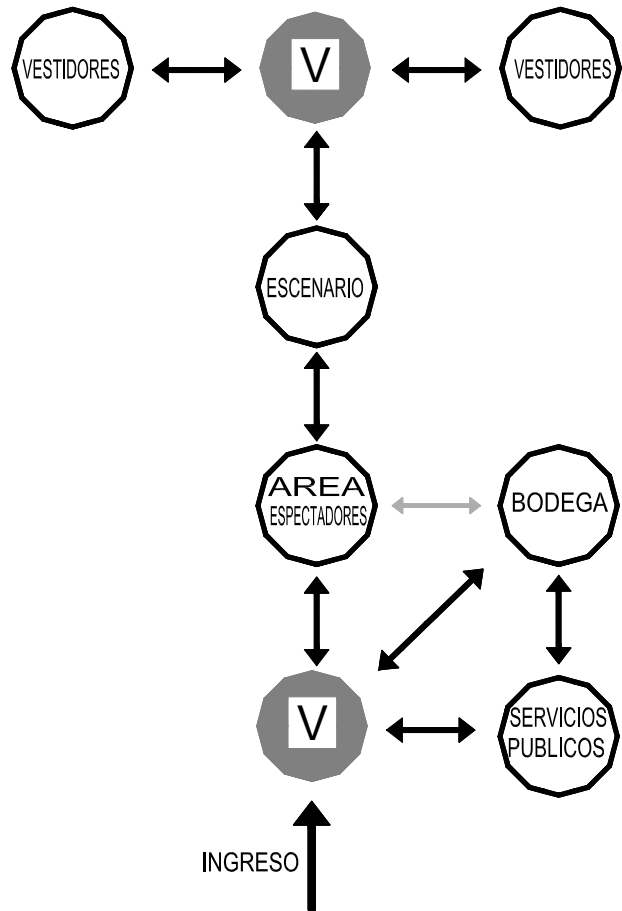 VESTIDORES
V
VESTIDORES
ESCENARIO
AREA
ESPECTADORES
BODEGA
V
SERVICIOS
PUBLICOS
INGRESO